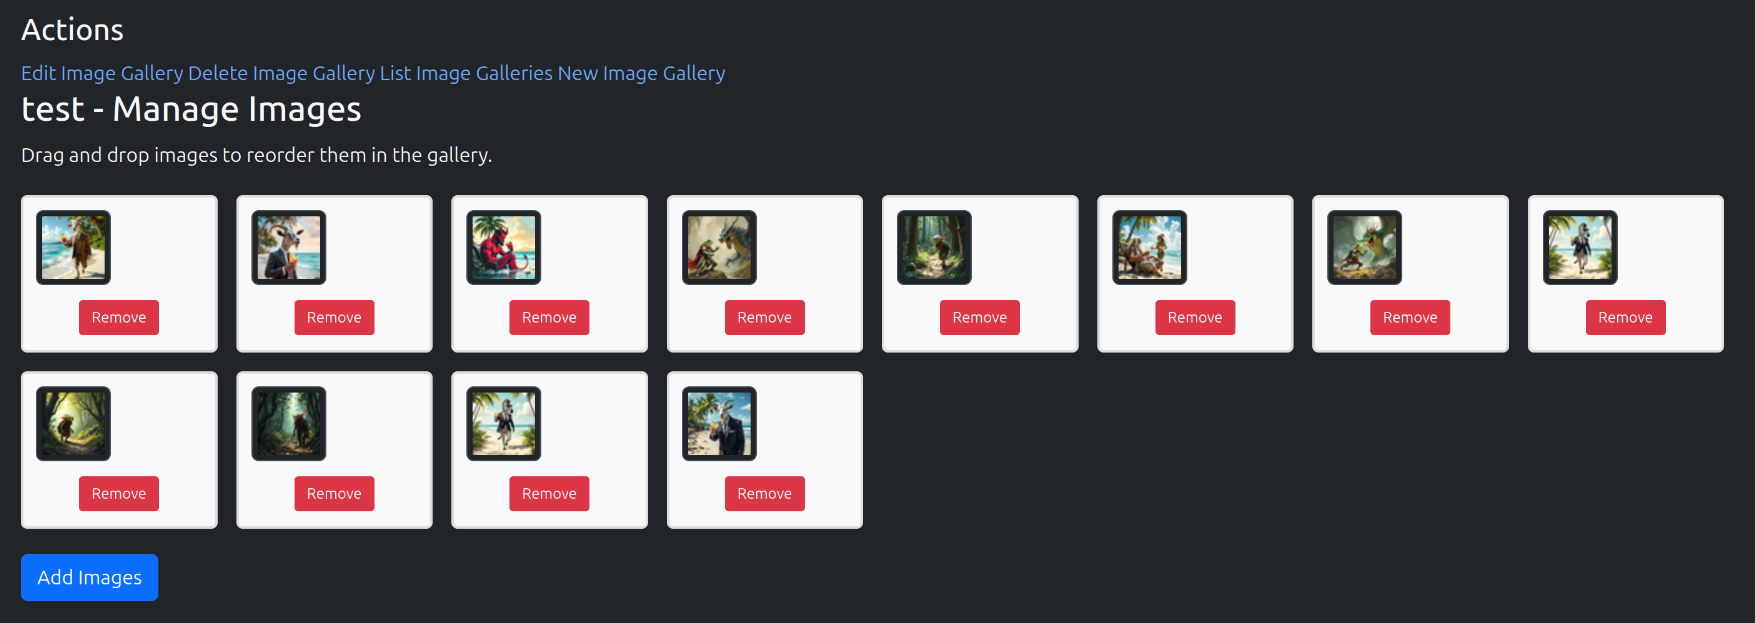 Actions
Edit Image Gallery Delete Image Gallery List Image Galleries New Image Gallery
test - Manage Images
Drag and drop images to reorder them in the gallery.
Remove Remove Remove Remove Remove Remove Remove Remove
Remove Remove Remove Remove
Add Images